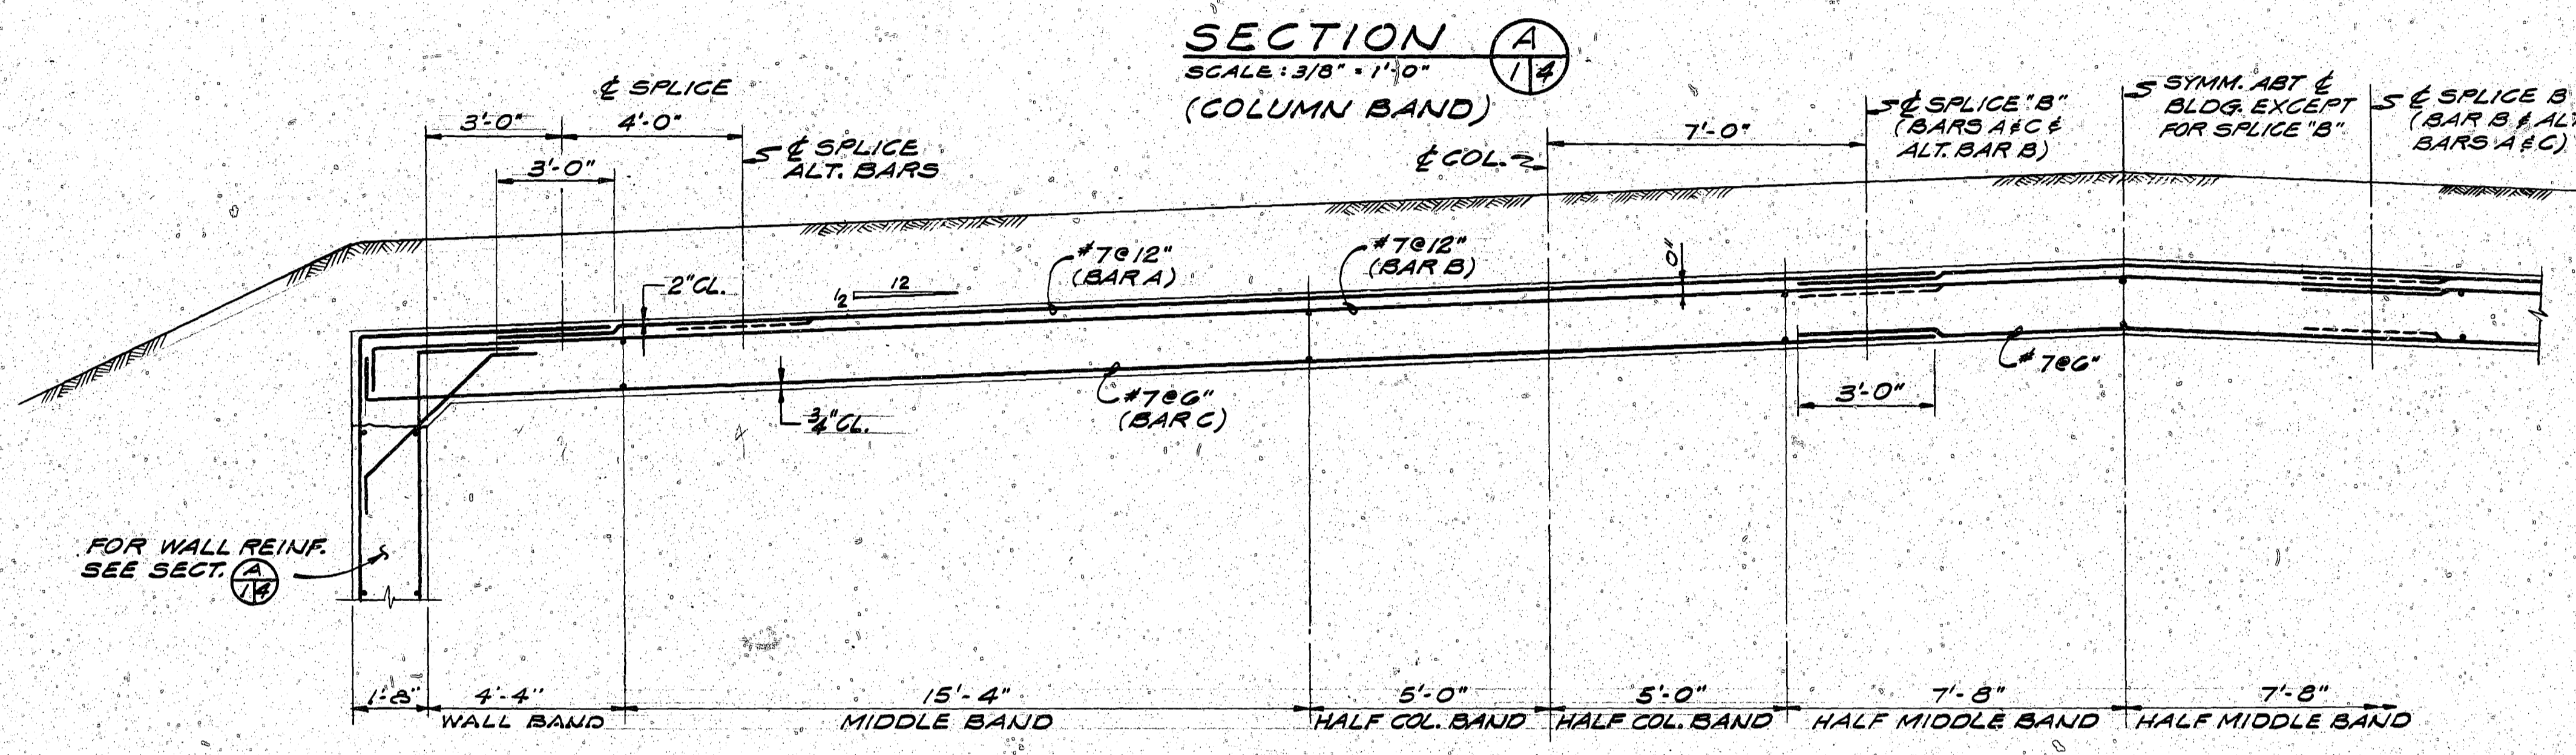 SECTION A
1 4
SCALE: 3/8" = 1'-0"
(COLUMN BAND)
℄ SPLICE
3'-0"
4'-0"
3'-0"
℄ SPLICE
ALT. BARS
℄ COL.
7'-0"
℄ SPLICE "B"
(BARS A & C &
ALT. BAR B)
SYMM. ABT ℄
BLDG. EXCEPT
FOR SPLICE "B"
℄ SPLICE B
(BAR B & ALT
BARS A & C)
2" CL.
12
1/2
#7@12"
(BAR A)
#7@12"
(BAR B)
0"
3/4" CL.
#7@6"
(BAR C)
3'-0"
#7@6"
FOR WALL REINF.
SEE SECT. A
1 4
1'-8"
4'-4"
WALL BAND
15'-4"
MIDDLE BAND
5'-0"
HALF COL. BAND
5'-0"
HALF COL. BAND
7'-8"
HALF MIDDLE BAND
7'-8"
HALF MIDDLE BAND